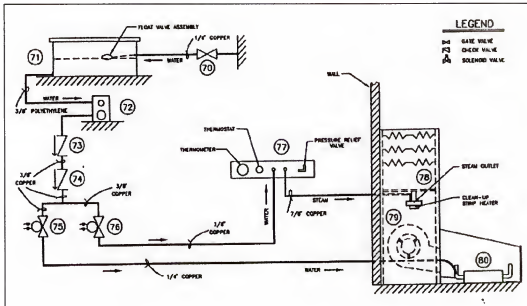 FLOAT VALVE ASSEMBLY
1/4" COPPER
LEGEND
GATE VALVE
CHECK VALVE
SOLENOID VALVE
71
WATER
70
WALL
WATER
72
3/8" POLYETHYLENE
73
THERMOSTAT
77
PRESSURE RELIEF
VALVE
THERMOMETER
78
STEAM OUTLET
3/8"
COPPER
74
3/8"
COPPER
CLEAN-UP
STRIP HEATER
STEAM
WATER
7/8" COPPER
79
75
76
3/8"
COPPER
80
1/4" COPPER
WATER